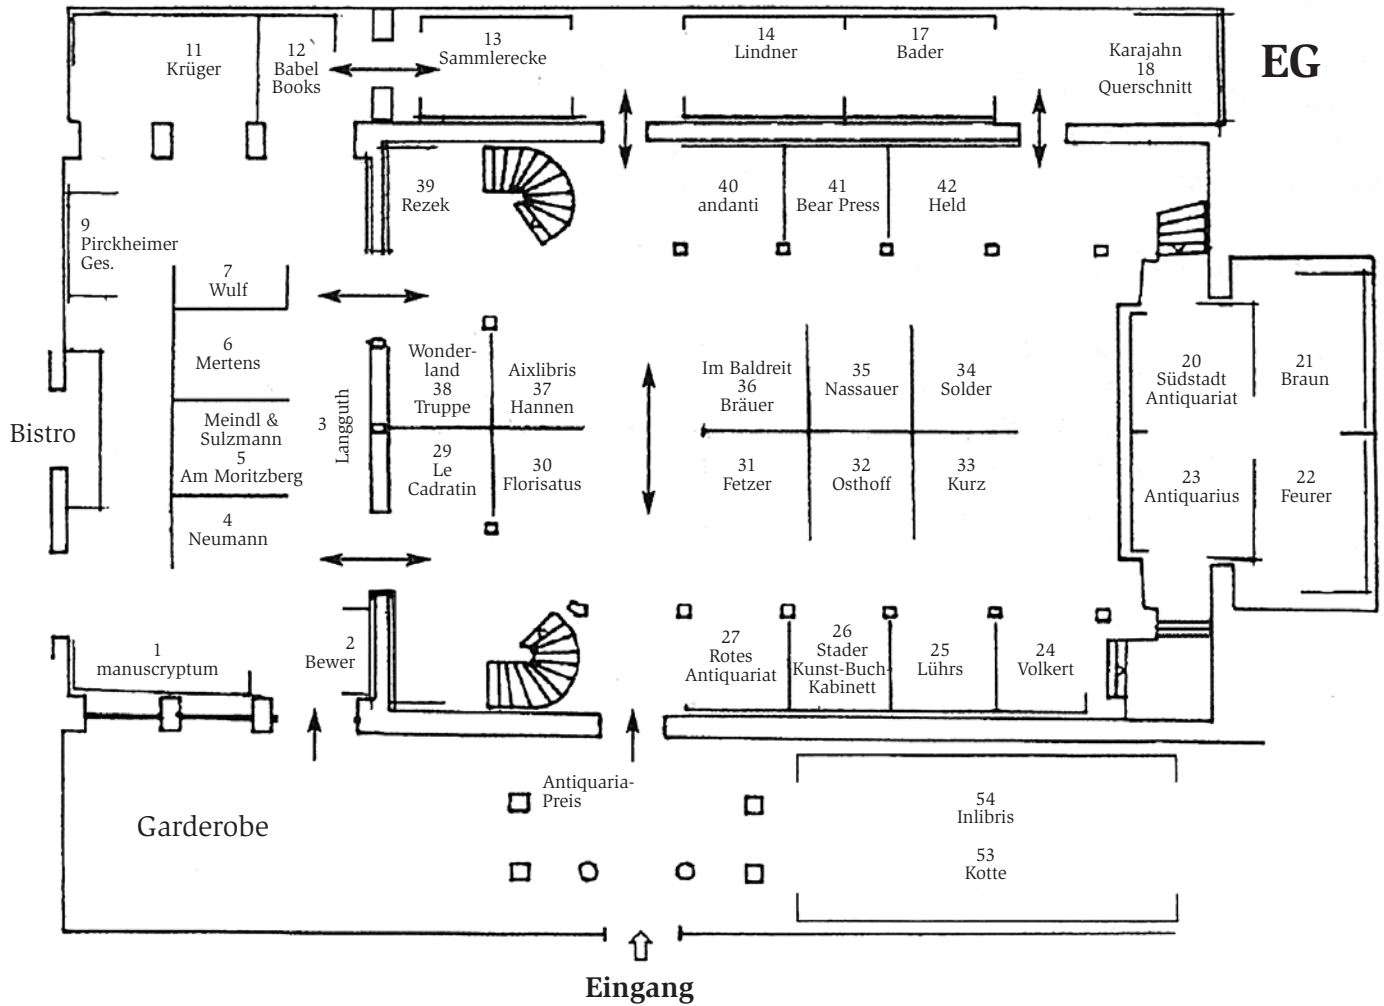 EG
11
Krüger
12
Babel
Books
13
Sammlerecke
14
Lindner
17
Bader
Karajahn
18
Querschnitt
9
Pirckheimer
Ges.
7
Wulf
39
Rezek
40
andanti
41
Bear Press
42
Held
6
Mertens
Meindl &
Sulzmann
5
Am Moritzberg
4
Neumann
3
Langguth
Bistro
Wonder-
land
38
Truppe
Aixlibris
37
Hannen
29
Le
Cadratin
30
Florisatus
Im Baldreit
36
Bräuer
35
Nassauer
34
Solder
31
Fetzer
32
Osthoff
33
Kurz
20
Südstadt
Antiquariat
21
Braun
23
Antiquarius
22
Feurer
1
manuscryptum
2
Bewer
27
Rotes
Antiquariat
26
Stader
Kunst-Buch-
Kabinett
25
Lührs
24
Volkert
Antiquaria-
Preis
Garderobe
54
Inlibris
53
Kotte
Eingang